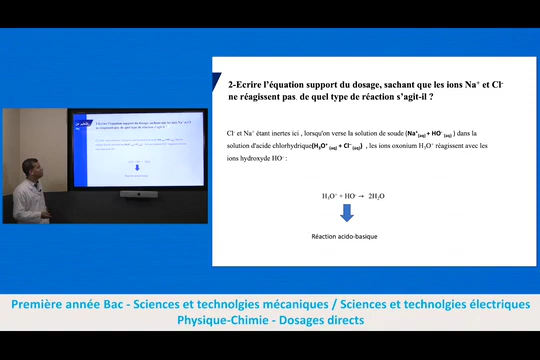 2-Ecrire l'équation support du dosage, sachant que les ions Na⁺ et Cl⁻
ne réagissent pas. de quel type de réaction s'agit-il ?
Cl⁻ et Na⁺ étant inertes ici , lorsqu'on verse la solution de soude (Na⁺(aq) + HO⁻(aq) ) dans la
solution d'acide chlorhydrique(H₃O⁺ (aq) + Cl⁻ (aq)) , les ions oxonium H₃O⁺ réagissent avec les
ions hydroxyde HO⁻ :
H₃O⁺ + HO⁻ → 2H₂O
Réaction acido-basique
Première année Bac - Sciences et technolgies mécaniques / Sciences et technolgies électriques
Physique-Chimie - Dosages directs